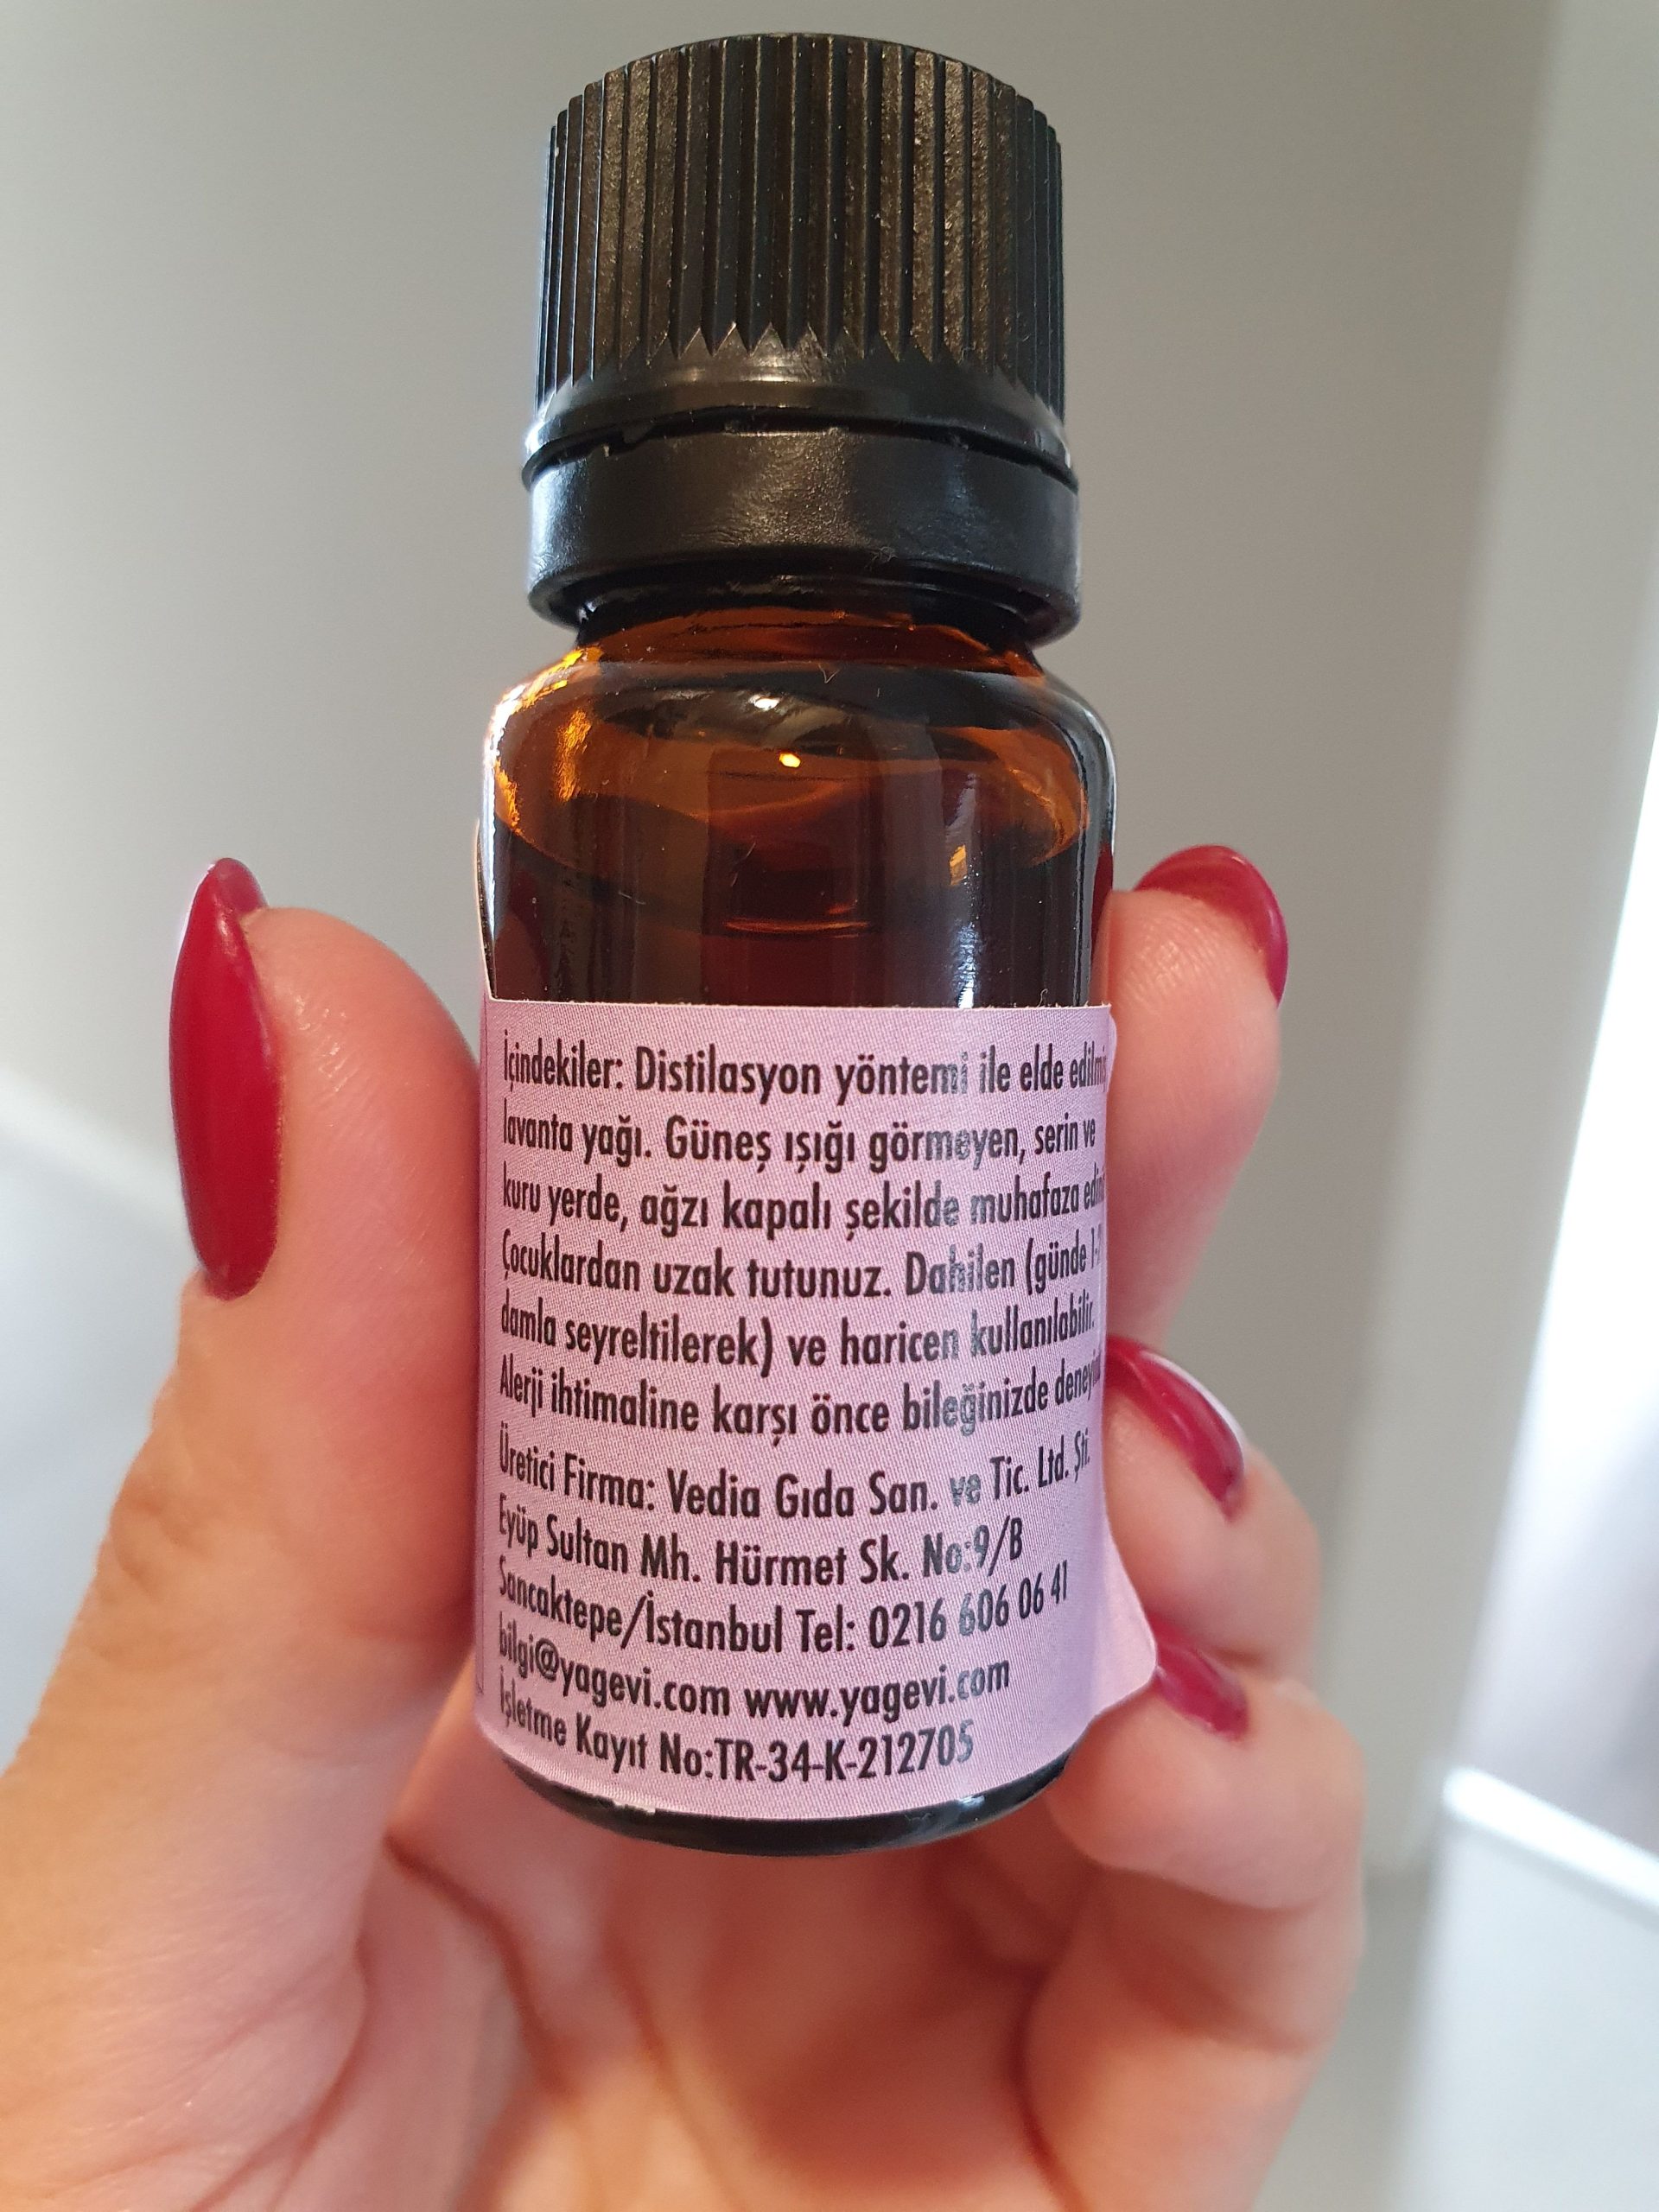 İçindekiler: Distilasyon yöntemi ile elde
lavanta yağı. Güneş ışığı görmeyen, serin ve
kuru yerde, ağzı kapalı şekilde muhafaza
Çocuklardan uzak tutunuz. Dahilen (günde
damla seyreltilerek) ve haricen kullanılabilir.
Alerji ihtimaline karşı önce bileğinizde
Üretici Firma: Vedia Gıda San. ve Tic. Ltd. Şti.
Eyüp Sultan Mh. Hürmet Sk. No:9/B
Sancaktepe/İstanbul Tel: 0216 606 06 41
bilgi@yagevi.com www.yagevi.com
İşletme Kayıt No:TR-34-K-212705